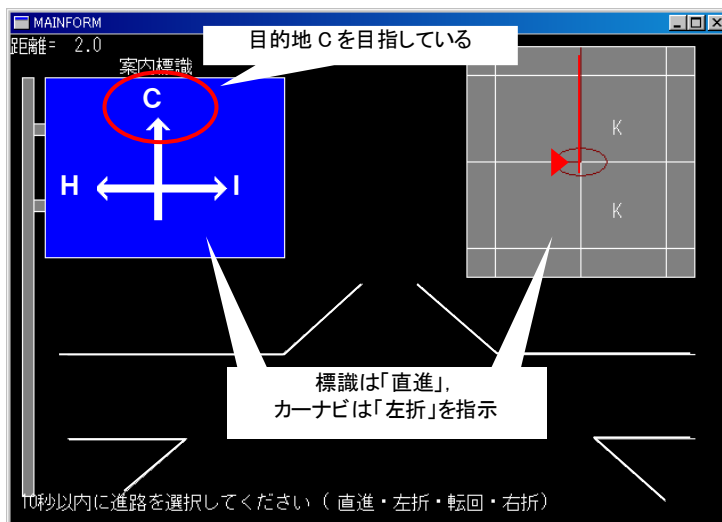 MAINFORM
距離= 2.0
目的地 C を目指している
案内標識
C
H
I
K
K
標識は「直進」,
カーナビは「左折」を指示
10秒以内に進路を選択してください（ 直進・左折・転回・右折）